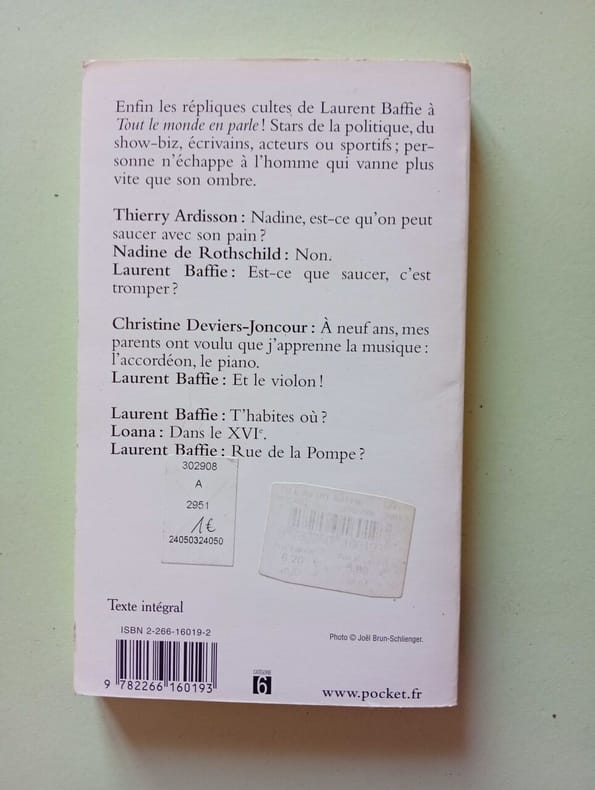 Enfin les répliques cultes de Laurent Baffie à
Tout le monde en parle! Stars de la politique, du
show-biz, écrivains, acteurs ou sportifs; per-
sonne n'échappe à l'homme qui vanne plus
vite que son ombre.
Thierry Ardisson: Nadine, est-ce qu'on peut
saucer avec son pain?
Nadine de Rothschild: Non.
Laurent Baffie: Est-ce que saucer, c'est
tromper?
Christine Deviers-Joncour: À neuf ans, mes
parents ont voulu que j'apprenne la musique:
l'accordéon, le piano.
Laurent Baffie: Et le violon!
Laurent Baffie: T'habites où?
Loana: Dans le XVIe.
Laurent Baffie: Rue de la Pompe?
302908
A
2951
1€
24050324050
Texte intégral
ISBN 2-266-16019-2
Photo © Joël Brun-Schlienger.
9 782266 160193
CATÉGORIE
6
www.pocket.fr